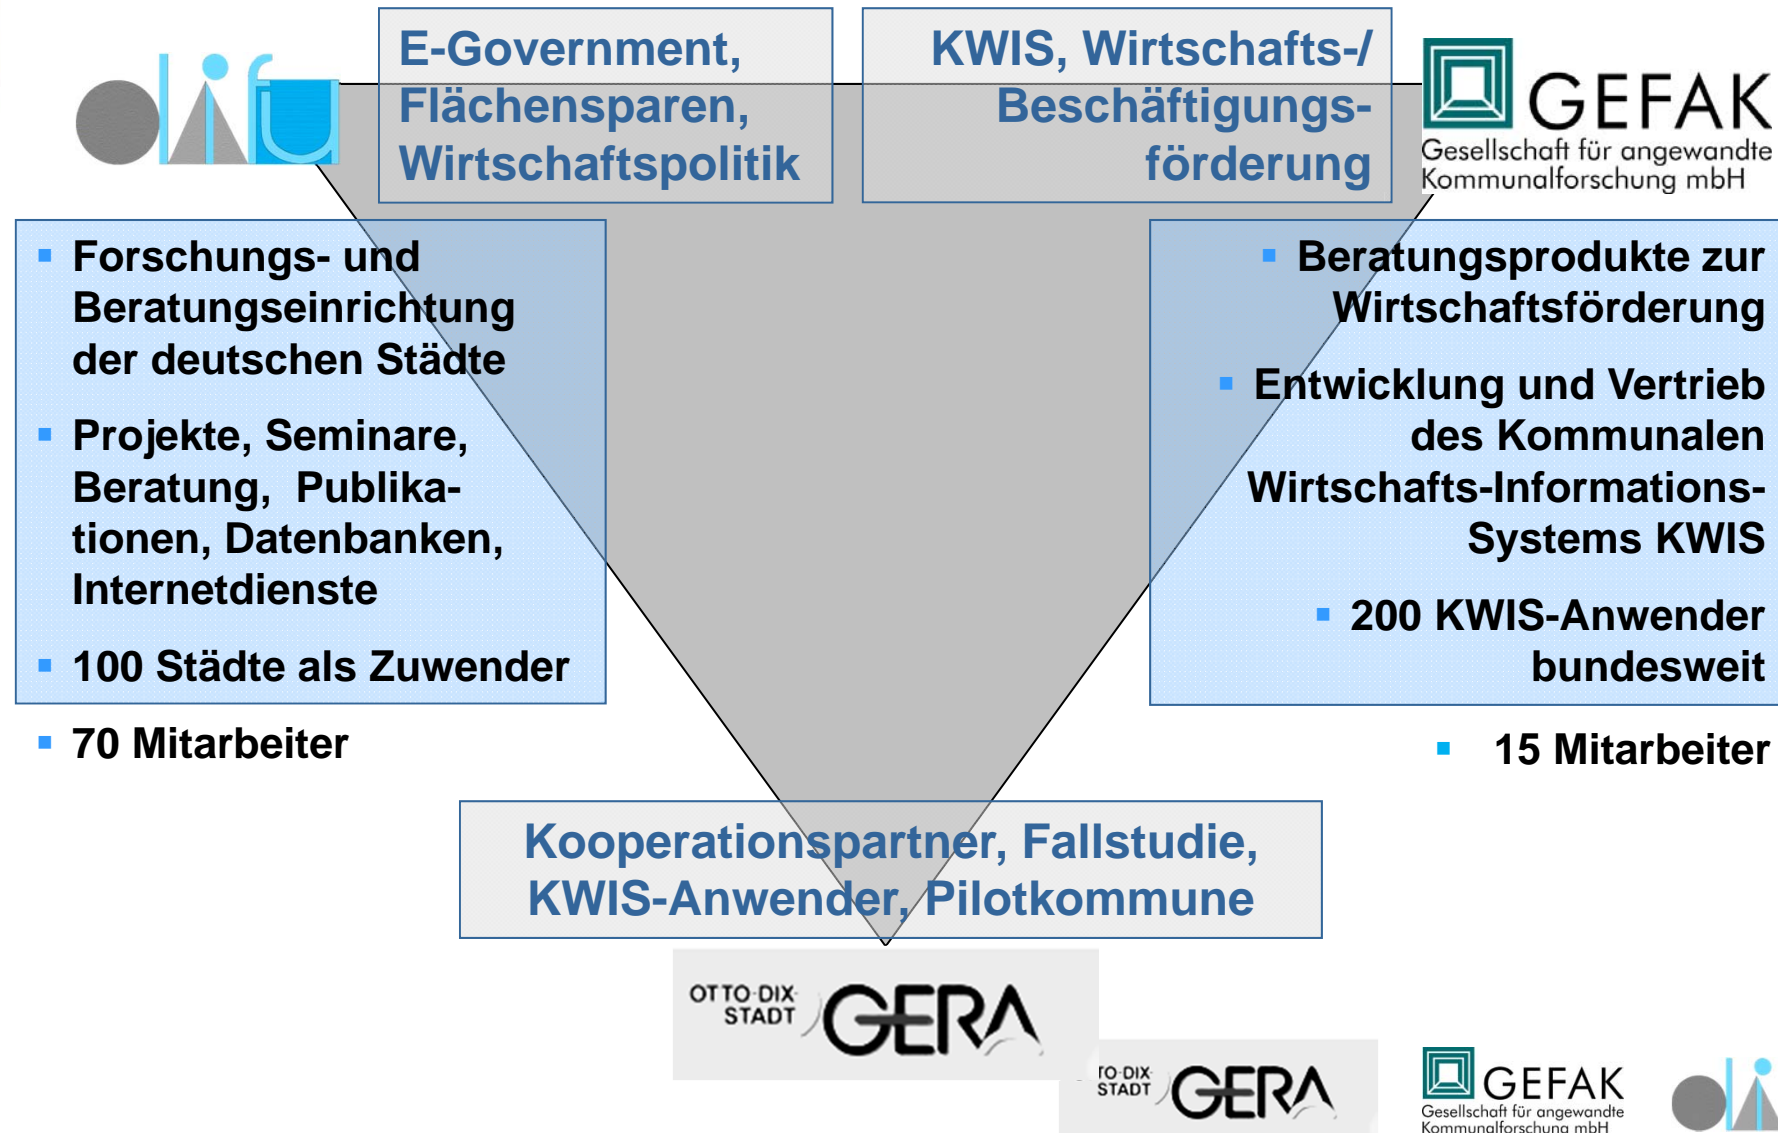 difu
E-Government,
Flächensparen,
Wirtschaftspolitik
KWIS, Wirtschafts-/
Beschäftigungs-
förderung
GEFAK
Gesellschaft für angewandte
Kommunalforschung mbH
Forschungs- und
Beratungseinrichtung
der deutschen Städte
Projekte, Seminare,
Beratung, Publika-
tionen, Datenbanken,
Internetdienste
100 Städte als Zuwender
70 Mitarbeiter
Beratungsprodukte zur
Wirtschaftsförderung
Entwicklung und Vertrieb
des Kommunalen
Wirtschafts-Informations-
Systems KWIS
200 KWIS-Anwender
bundesweit
15 Mitarbeiter
Kooperationspartner, Fallstudie,
KWIS-Anwender, Pilotkommune
OTTO-DIX-
STADT
GERA
TO-DIX-
STADT
GERA
GEFAK
Gesellschaft für angewandte
Kommunalforschung mbH